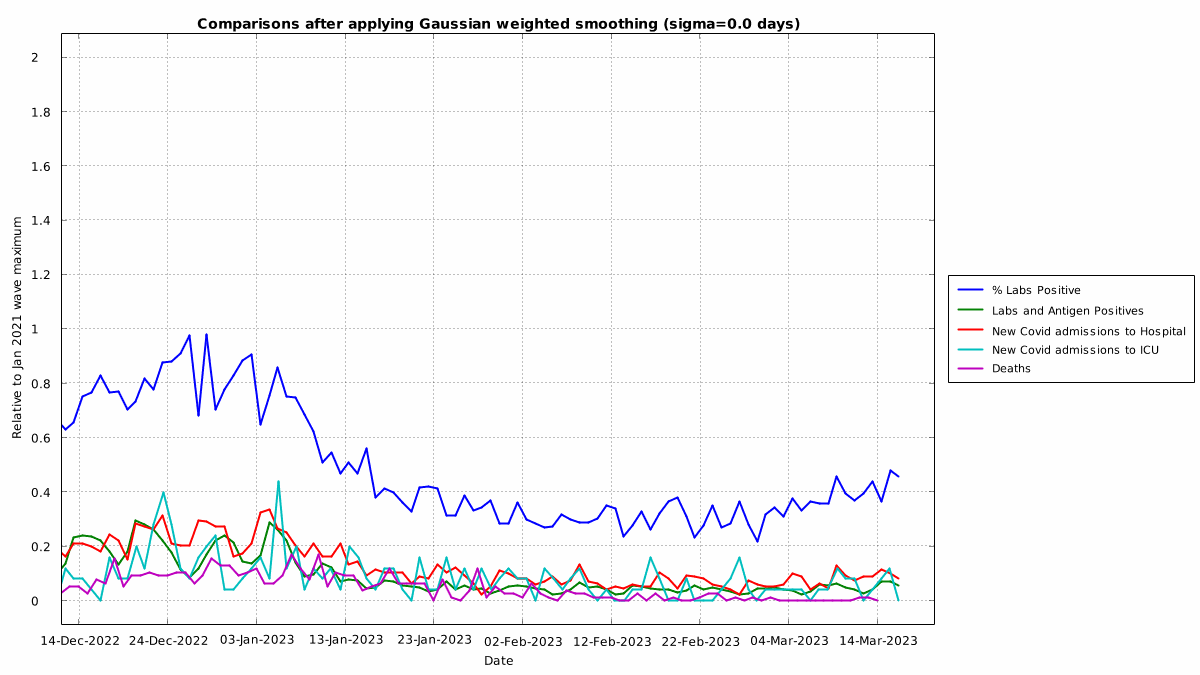 Comparisons after applying Gaussian weighted smoothing (sigma=0.0 days)
2
1.8
1.6
1.4
1.2
1
0.8
0.6
0.4
0.2
0
Relative to Jan 2021 wave maximum
14-Dec-2022 24-Dec-2022 03-Jan-2023 13-Jan-2023 23-Jan-2023 02-Feb-2023 12-Feb-2023 22-Feb-2023 04-Mar-2023 14-Mar-2023
Date
% Labs Positive
Labs and Antigen Positives
New Covid admissions to Hospital
New Covid admissions to ICU
Deaths